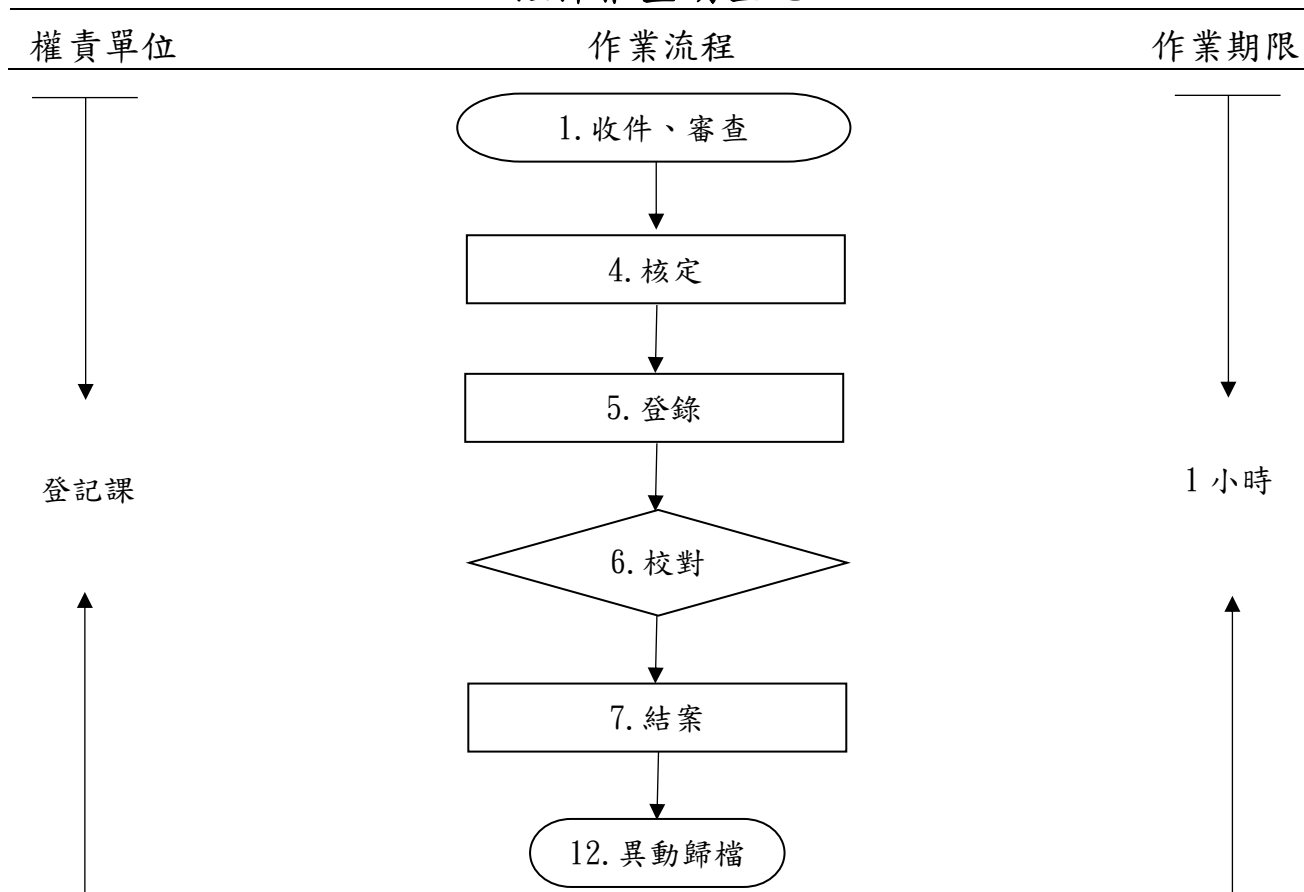 權責單位 作業流程 作業期限
1.收件、審查
4.核定
5.登錄
登記課 1 小時
6.校對
7.結案
12.異動歸檔